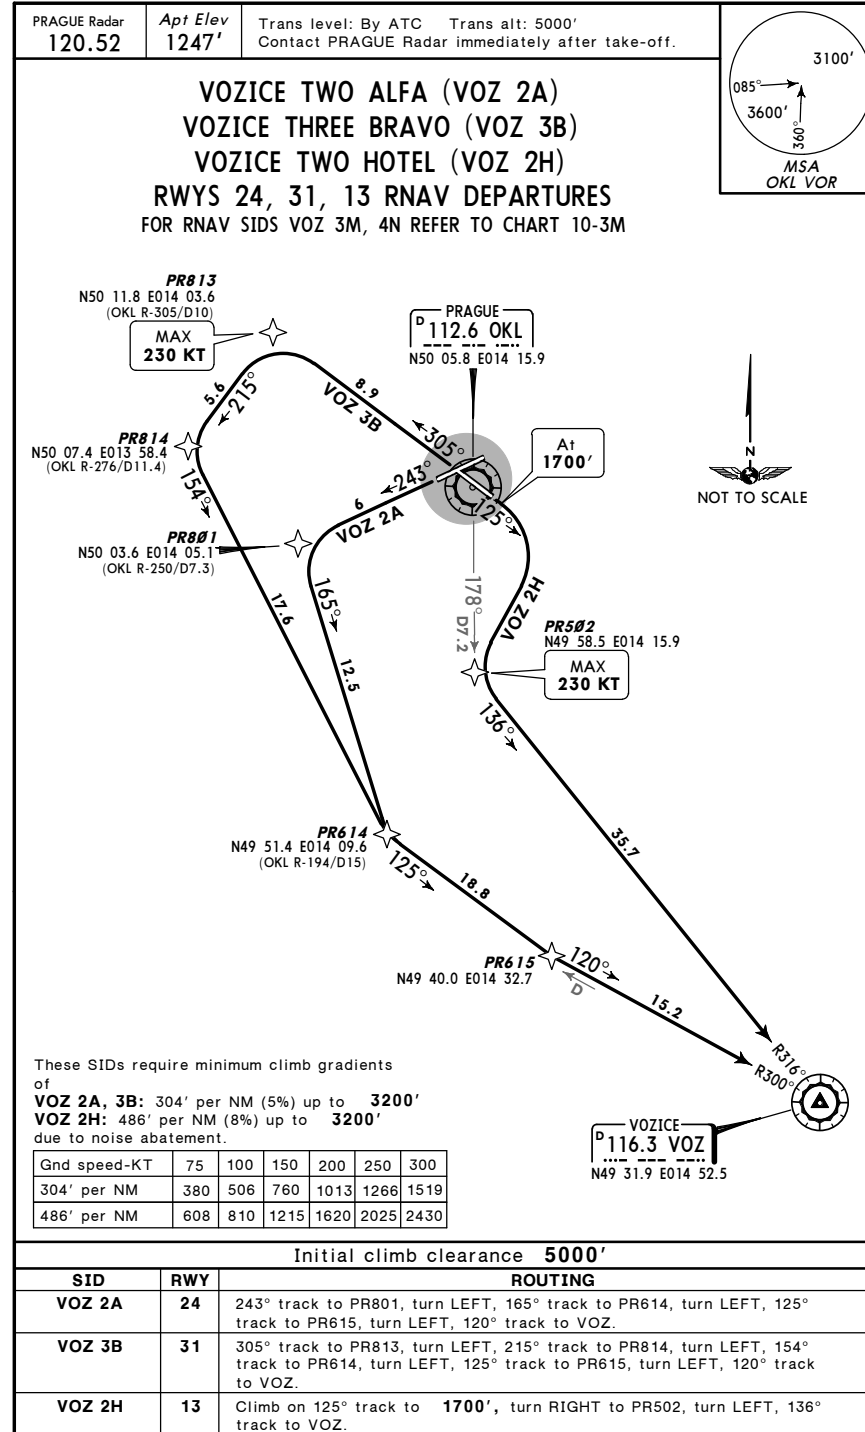 PRAGUE Radar
120.52
Apt Elev
1247'
Trans level: By ATC Trans alt: 5000'
Contact PRAGUE Radar immediately after take-off.
3100'
085°
3600'
360°
MSA
OKL VOR
VOZICE TWO ALFA (VOZ 2A)
VOZICE THREE BRAVO (VOZ 3B)
VOZICE TWO HOTEL (VOZ 2H)
RWYS 24, 31, 13 RNAV DEPARTURES
FOR RNAV SIDS VOZ 3M, 4N REFER TO CHART 10-3M
PR813
N50 11.8 E014 03.6
(OKL R-305/D10)
MAX
230 KT
PRAGUE
D 112.6 OKL
N50 05.8 E014 15.9
5.6
215°
8.9
VOZ 3B
305°
PR814
N50 07.4 E013 58.4
(OKL R-276/D11.4)
154°
At
1700'
N
NOT TO SCALE
243°
6
VOZ 2A
125°
PR8Ø1
N50 03.6 E014 05.1
(OKL R-250/D7.3)
165°
17.6
178°
D7.2
VOZ 2H
PR5Ø2
N49 58.5 E014 15.9
MAX
230 KT
12.5
136°
PR614
N49 51.4 E014 09.6
(OKL R-194/D15)
125°
18.8
35.7
PR615
N49 40.0 E014 32.7
120°
D
15.2
R316°
R300°
VOZICE
D 116.3 VOZ
N49 31.9 E014 52.5
These SIDs require minimum climb gradients
of
VOZ 2A, 3B: 304' per NM (5%) up to 3200'
VOZ 2H: 486' per NM (8%) up to 3200'
due to noise abatement.
Gnd speed-KT 75 100 150 200 250 300
304' per NM 380 506 760 1013 1266 1519
486' per NM 608 810 1215 1620 2025 2430
Initial climb clearance 5000'
SID RWY ROUTING
VOZ 2A 24 243° track to PR801, turn LEFT, 165° track to PR614, turn LEFT, 125°
track to PR615, turn LEFT, 120° track to VOZ.
VOZ 3B 31 305° track to PR813, turn LEFT, 215° track to PR814, turn LEFT, 154°
track to PR614, turn LEFT, 125° track to PR615, turn LEFT, 120° track
to VOZ.
VOZ 2H 13 Climb on 125° track to 1700', turn RIGHT to PR502, turn LEFT, 136°
track to VOZ.